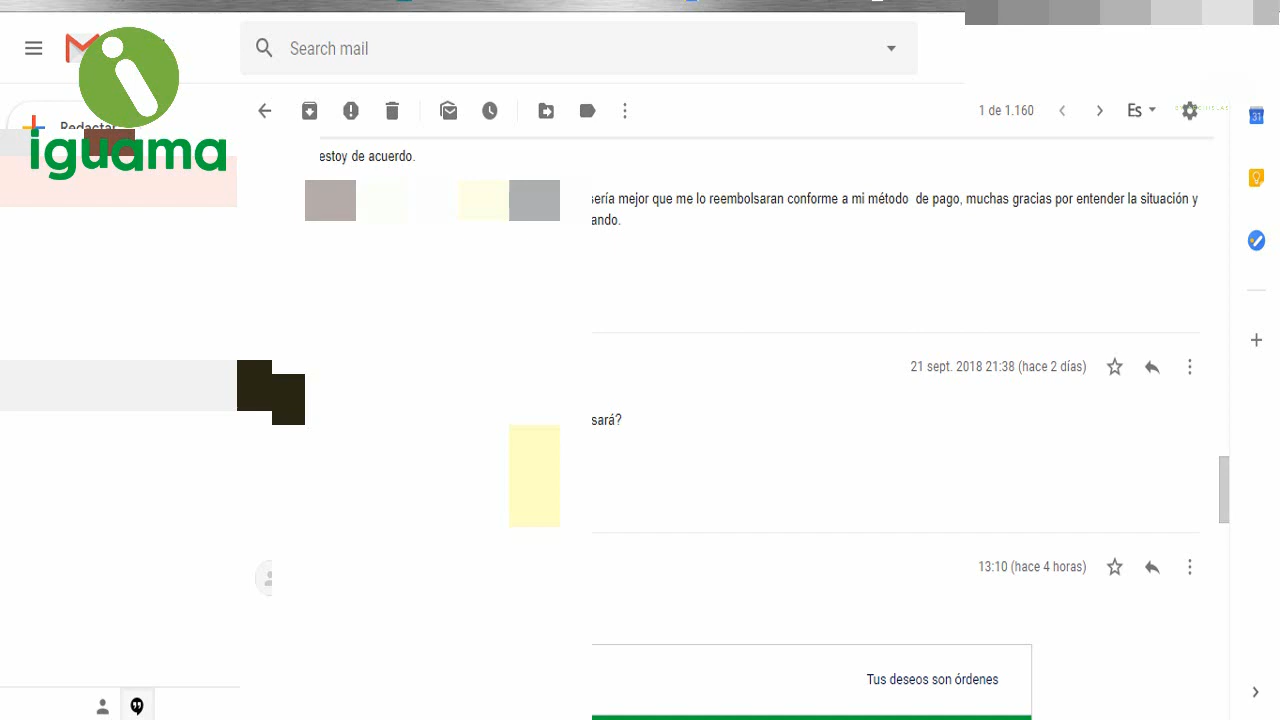 Search mail
Redactar
iguama
1 de 1.160
Es
31
estoy de acuerdo.
sería mejor que me lo reembolsaran conforme a mi método de pago, muchas gracias por entender la situación y
ando.
21 sept. 2018 21:38 (hace 2 días)
sará?
13:10 (hace 4 horas)
Tus deseos son órdenes